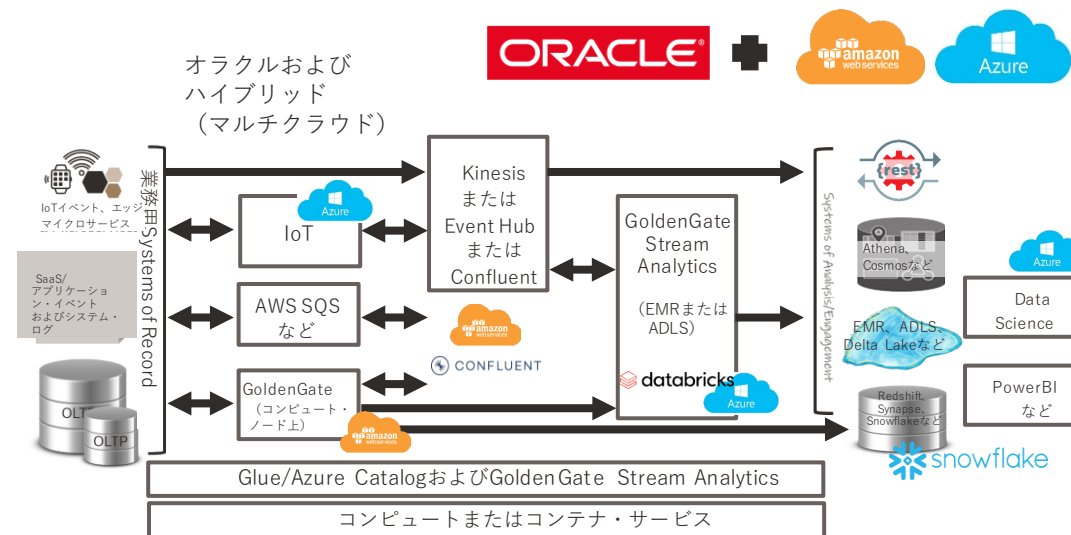 ORACLE
amazon
web services
Azure
オラクルおよび
ハイブリッド
（マルチクラウド）
IoTイベント、エッジ
マイクロサービス
SaaS/
アプリケーショ
ン・イベント
およびシステム・
ログ
OLTP
OLTP
業務用Systems of Record
Azure
IoT
AWS SQS
など
GoldenGate
（コンピュート・
ノード上）
amazon
web services
Kinesis
または
Event Hub
または
Confluent
amazon
web services
CONFLUENT
GoldenGate
Stream
Analytics
（EMRまたは
ADLS）
databricks
Azure
Systems of Analysis/Engagement
{rest}
Athena、
Cosmosなど
EMR、ADLS、
Delta Lakeなど
Redshift、
Synapse、
Snowflakeなど
snowflake
Azure
Data
Science
PowerBI
など
Glue/Azure CatalogおよびGoldenGate Stream Analytics
コンピュートまたはコンテナ・サービス